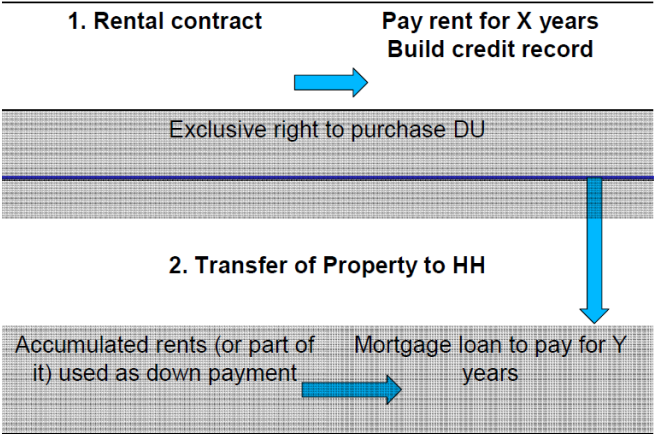 1. Rental contract
Pay rent for X years
Build credit record
Exclusive right to purchase DU
2. Transfer of Property to HH
Accumulated rents (or part of
it) used as down payment
Mortgage loan to pay for Y
years